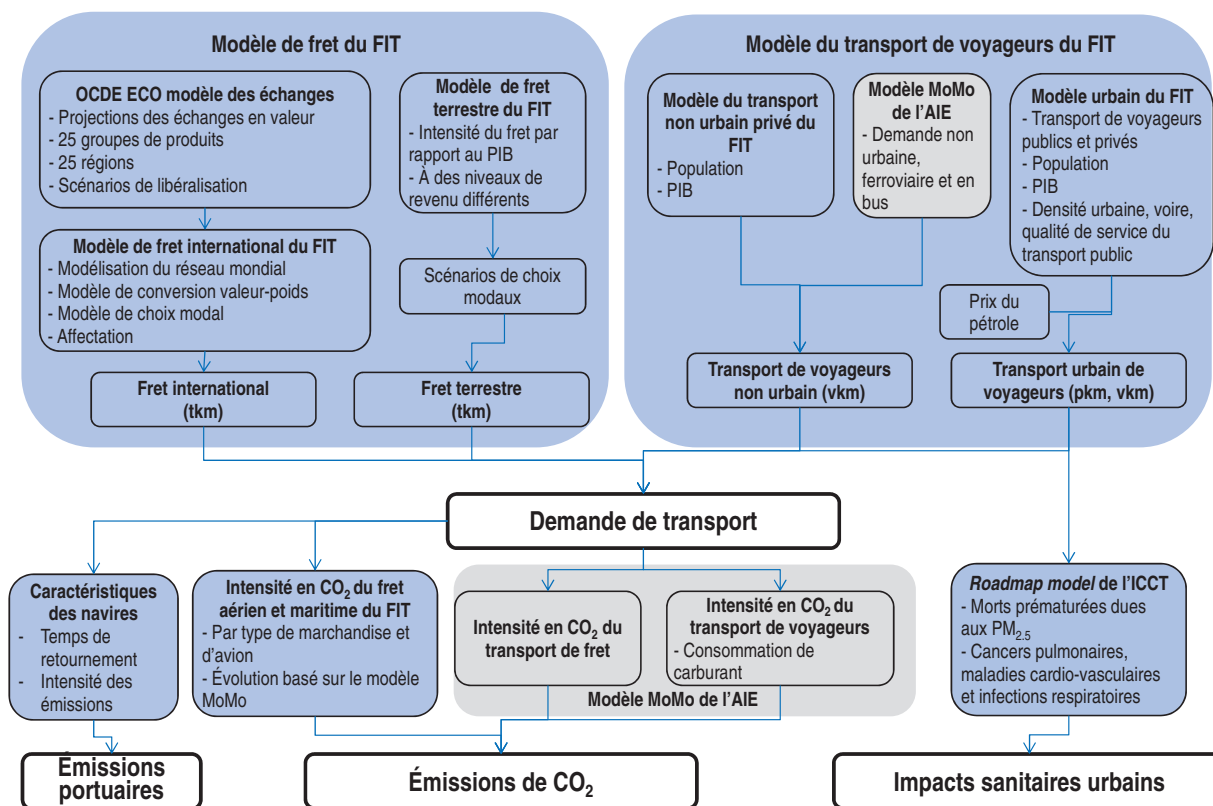 Modèle de fret du FIT
OCDE ECO modèle des échanges
- Projections des échanges en valeur
- 25 groupes de produits
- 25 régions
- Scénarios de libéralisation
Modèle de fret
terrestre du FIT
- Intensité du fret par
rapport au PIB
- À des niveaux de
revenu différents
Modèle de fret international du FIT
- Modélisation du réseau mondial
- Modèle de conversion valeur-poids
- Modèle de choix modal
- Affectation
Scénarios de choix
modaux
Fret international
(tkm)
Fret terrestre
(tkm)
Modèle du transport de voyageurs du FIT
Modèle du transport
non urbain privé du
FIT
- Population
- PIB
Modèle MoMo
de l'AIE
- Demande non
urbaine,
ferroviaire et en
bus
Modèle urbain du FIT
- Transport de voyageurs
publics et privés
- Population
- PIB
- Densité urbaine, voire,
qualité de service du
transport public
Prix du
pétrole
Transport de voyageurs
non urbain (vkm)
Transport urbain de
voyageurs (pkm, vkm)
Demande de transport
Caractéristiques
des navires
- Temps de
retournement
- Intensité des
émissions
Intensité en CO₂ du fret
aérien et maritime du FIT
- Par type de marchandise et
d'avion
- Évolution basé sur le modèle
MoMo
Intensité en CO₂ du
transport de fret
Intensité en CO₂ du
transport de voyageurs
- Consommation de
carburant
Modèle MoMo de l'AIE
Roadmap model de l'ICCT
- Morts prématurées dues
aux PM₂.₅
- Cancers pulmonaires,
maladies cardio-vasculaires
et infections respiratoires
Émissions
portuaires
Émissions de CO₂
Impacts sanitaires urbains